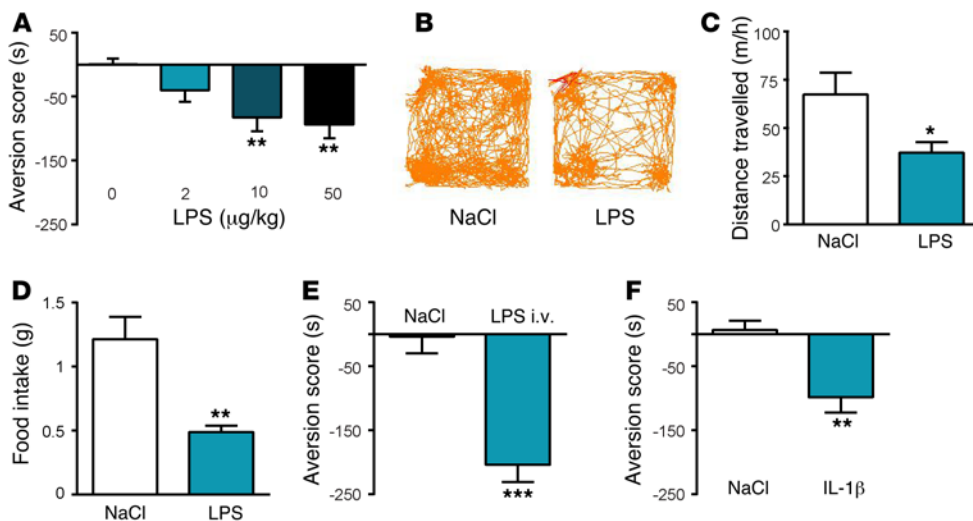 A
Aversion score (s)
50
-50
-150
-250
0
2
10
50
**
**
LPS (µg/kg)
B
NaCl
LPS
C
Distance travelled (m/h)
100
75
50
25
0
*
NaCl
LPS
D
Food intake (g)
1.5
1
0.5
0
**
NaCl
LPS
E
Aversion score (s)
50
-50
-150
-250
NaCl
LPS i.v.
***
F
Aversion score (s)
50
-50
-150
-250
**
NaCl
IL-1β